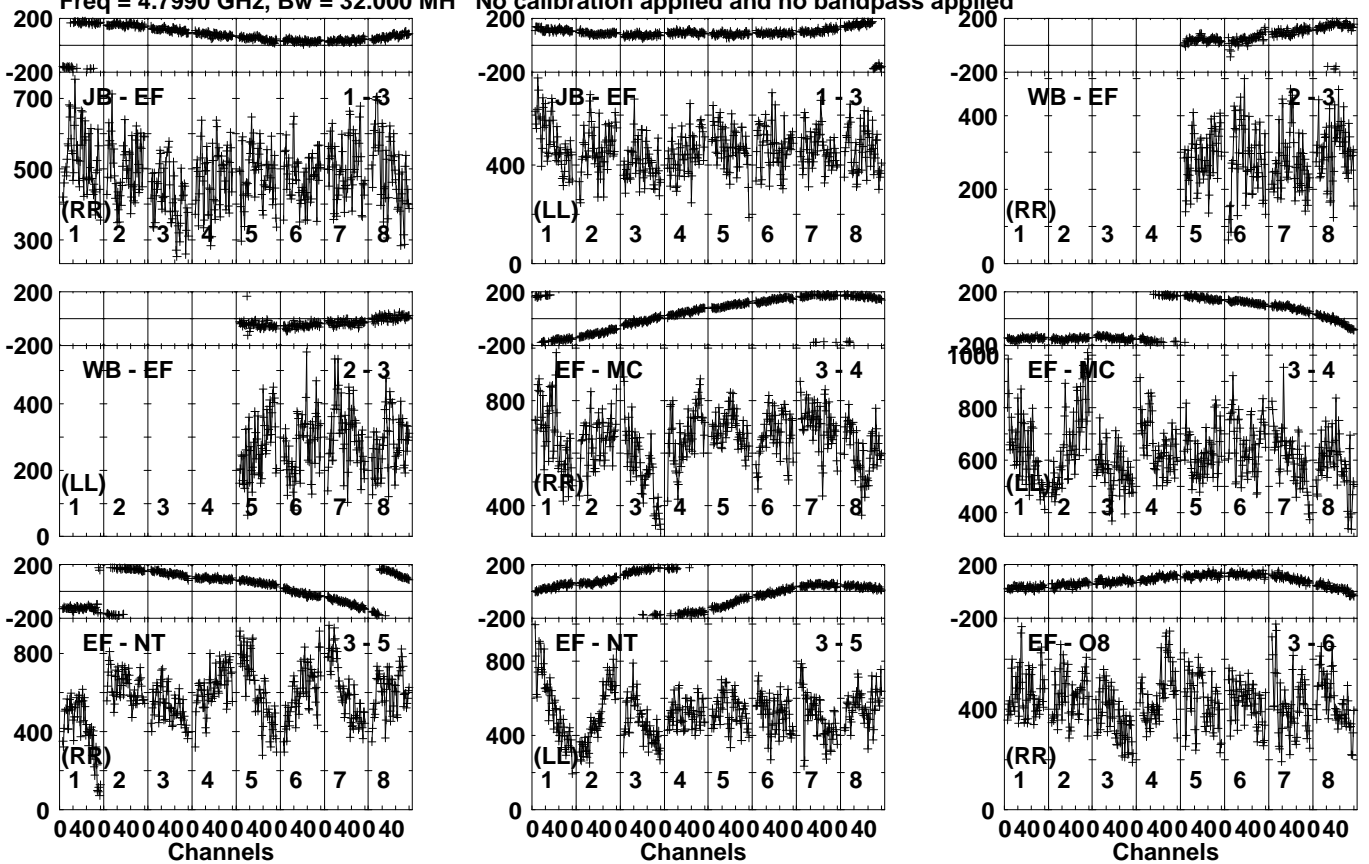 Freq = 4.7990 GHz, Bw = 32.000 MH No calibration applied and no bandpass applied
200 200 200
-200 -200 -200
700 JB - EF 1 - 3 JB - EF 1 - 3 WB - EF 2 - 3
400
500 400
200
(RR) (LL) (RR)
300
1 2 3 4 5 6 7 8 1 2 3 4 5 6 7 8 1 2 3 4 5 6 7 8
0 0
200 200 200
-200 -200 -200
1000
WB - EF 2 - 3 EF - MC 3 - 4 EF - MC 3 - 4
400 800 800
200 600
(LL) (RR) (LL)
1 2 3 4 5 6 7 8 400 1 2 3 4 5 6 7 8 400 1 2 3 4 5 6 7 8
0
200 200 200
-200 -200 -200
EF - NT 3 - 5 EF - NT 3 - 5 EF - O8 3 - 6
800 800
400 400 400
(RR) (LL) (RR)
1 2 3 4 5 6 7 8 1 2 3 4 5 6 7 8 1 2 3 4 5 6 7 8
0 0 0
0 40 0 40 0 40 0 40 0 40 0 40 0 40 0 40 0 40 0 40 0 40 0 40 0 40 0 40 0 40 0 40 0 40 0 40 0 40 0 40 0 40 0 40 0 40 0 40
Channels Channels Channels